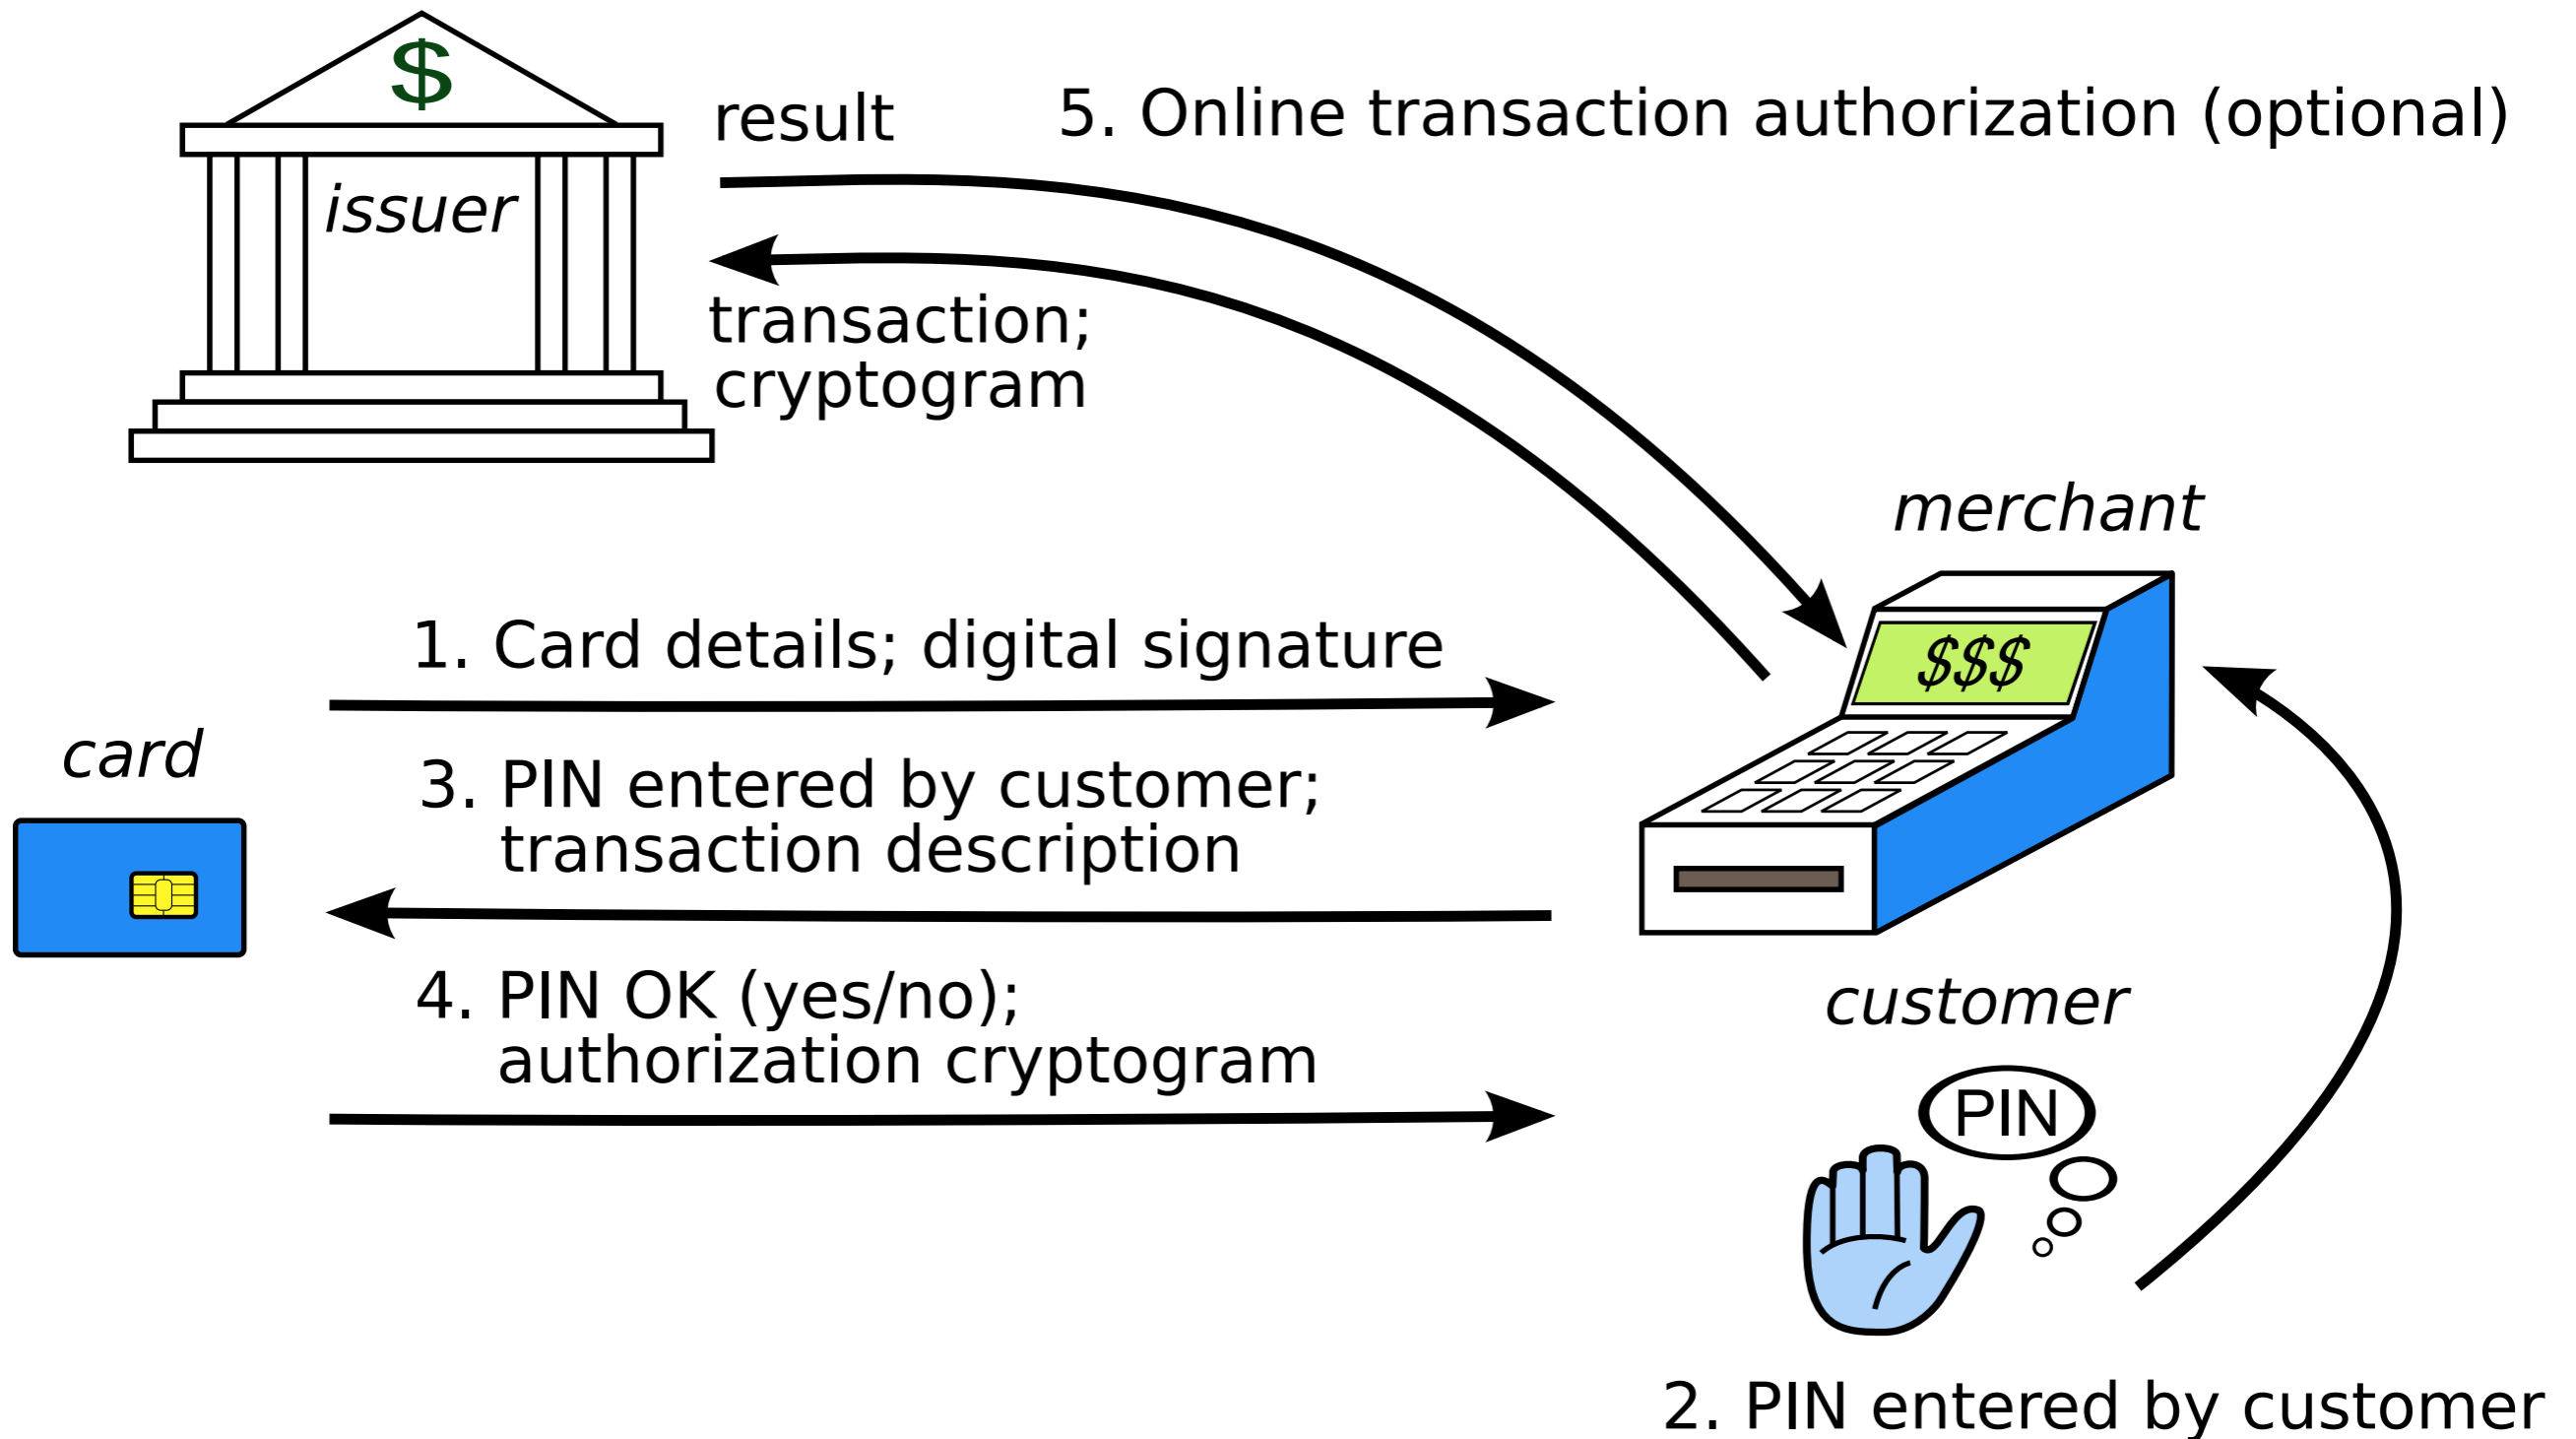 $
issuer
result
5. Online transaction authorization (optional)
transaction;
cryptogram
merchant
$$$
1. Card details; digital signature
card
3. PIN entered by customer;
transaction description
4. PIN OK (yes/no);
authorization cryptogram
customer
PIN
2. PIN entered by customer